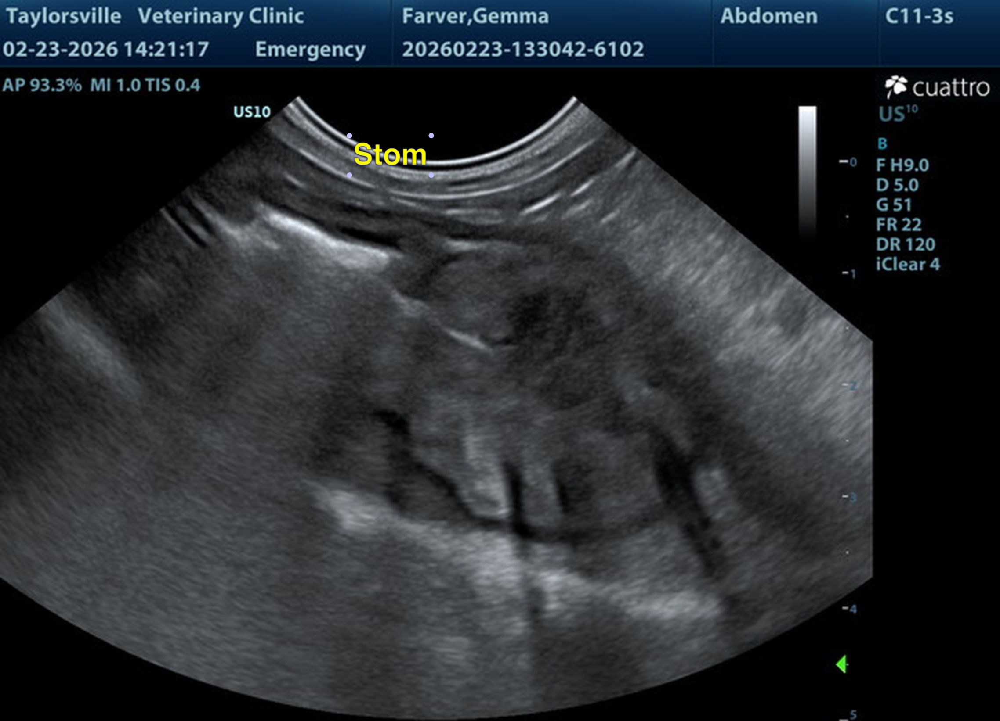 Taylorsville Veterinary Clinic
Farver,Gemma
Abdomen
C11-3s
02-23-2026 14:21:17
Emergency
20260223-133042-6102
AP 93.3% MI 1.0 TIS 0.4
cuattro
US10
US10
B
F H9.0
D 5.0
G 51
FR 22
DR 120
iClear 4
Stom
0
1
2
3
4
5